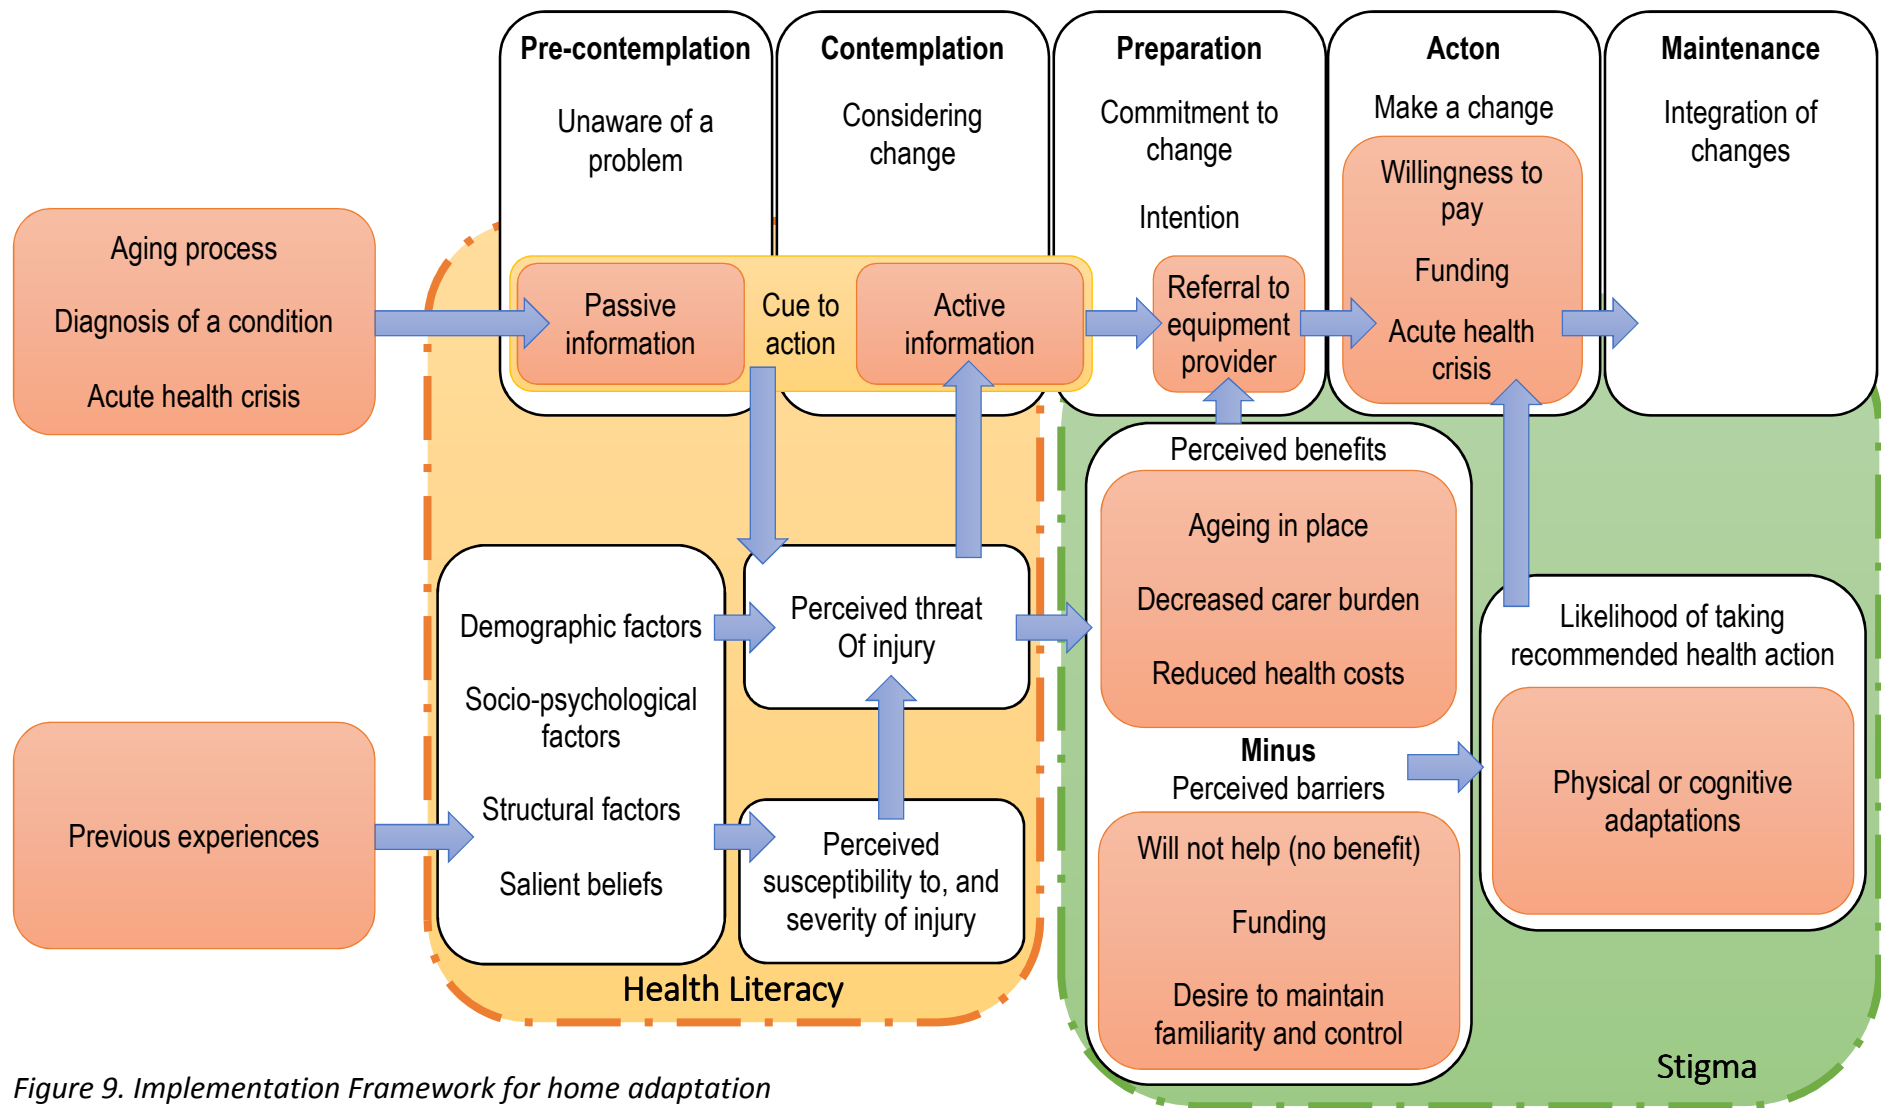 Pre-contemplation
Unaware of a
problem
Contemplation
Considering
change
Preparation
Commitment to
change
Intention
Acton
Make a change
Willingness to
pay
Funding
Acute health
crisis
Maintenance
Integration of
changes
Aging process
Diagnosis of a condition
Acute health crisis
Passive
information
Cue to
action
Active
information
Referral to
equipment
provider
Previous experiences
Demographic factors
Socio-psychological
factors
Structural factors
Salient beliefs
Perceived threat
Of injury
Perceived
susceptibility to, and
severity of injury
Health Literacy
Perceived benefits
Ageing in place
Decreased carer burden
Reduced health costs
Minus
Perceived barriers
Will not help (no benefit)
Funding
Desire to maintain
familiarity and control
Likelihood of taking
recommended health action
Physical or cognitive
adaptations
Stigma
Figure 9. Implementation Framework for home adaptation